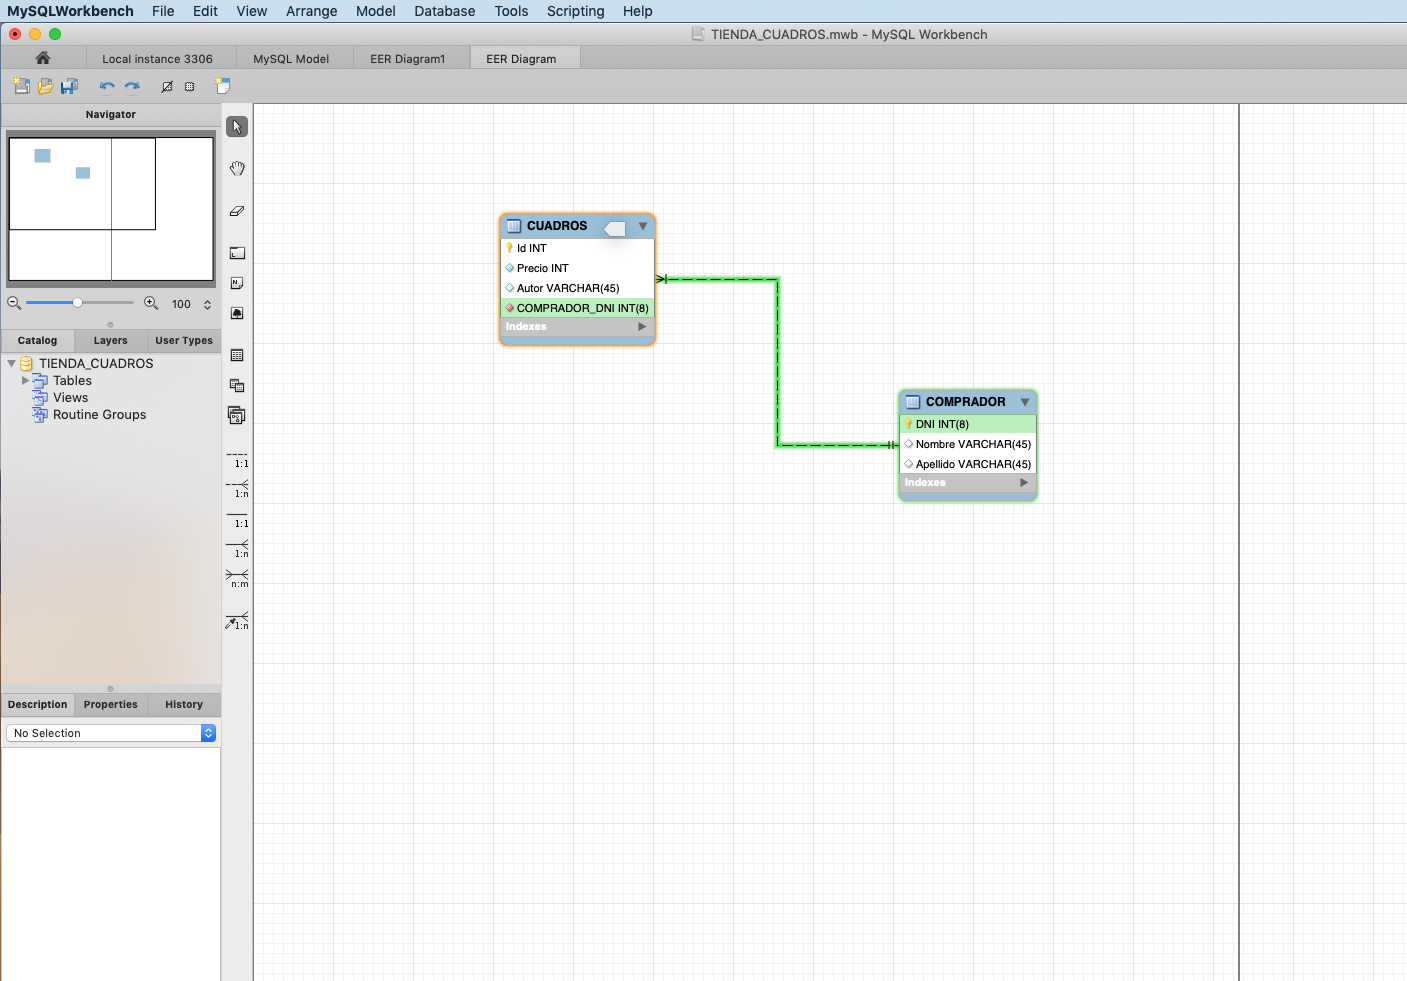 MySQLWorkbench File Edit View Arrange Model Database Tools Scripting Help
TIENDA_CUADROS.mwb - MySQL Workbench
Local instance 3306 MySQL Model EER Diagram1 EER Diagram
Navigator
100
Catalog Layers User Types
TIENDA_CUADROS
Tables
Views
Routine Groups
1:1
1:n
1:1
1:n
n:m
1:n
Description Properties History
No Selection
CUADROS
Id INT
Precio INT
Autor VARCHAR(45)
COMPRADOR_DNI INT(8)
Indexes
COMPRADOR
DNI INT(8)
Nombre VARCHAR(45)
Apellido VARCHAR(45)
Indexes